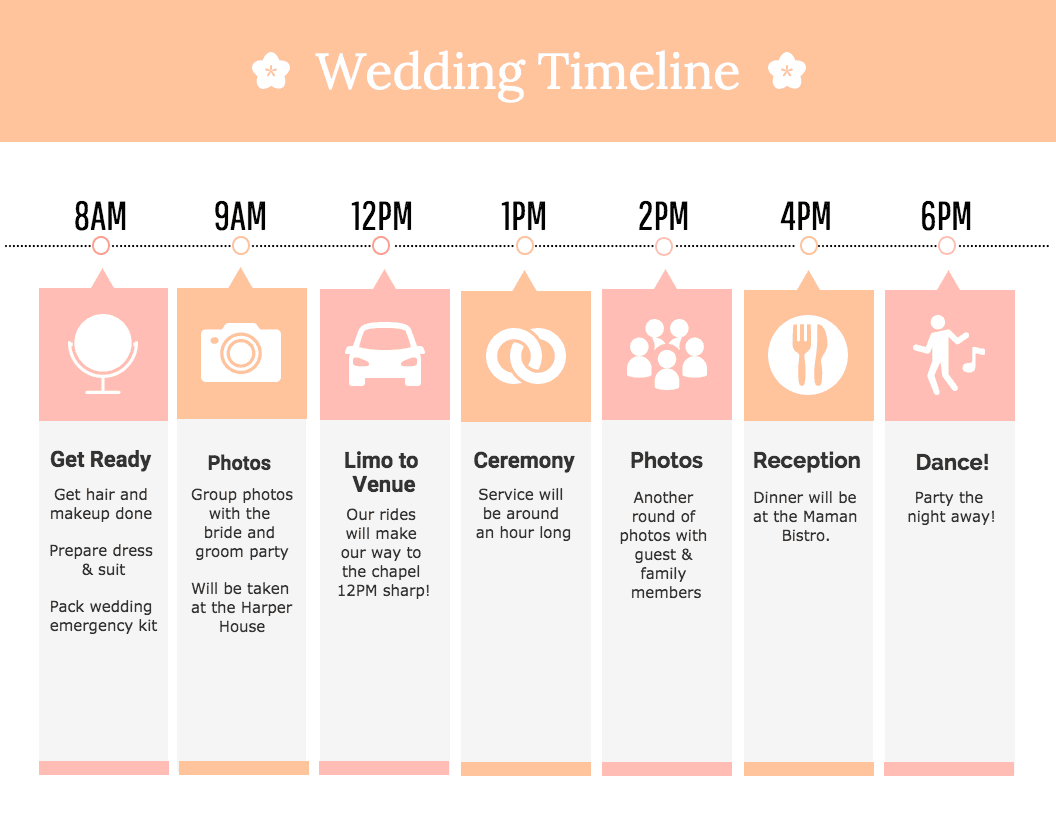 Wedding Timeline
8AM
9AM
12PM
1PM
2PM
4PM
6PM
Get Ready
Get hair and
makeup done
Prepare dress
& suit
Pack wedding
emergency kit
Photos
Group photos
with the
bride and
groom party
Will be taken
at the Harper
House
Limo to
Venue
Our rides
will make
our way to
the chapel
12PM sharp!
Ceremony
Service will
be around
an hour long
Photos
Another
round of
photos with
guest &
family
members
Reception
Dinner will be
at the Maman
Bistro.
Dance!
Party the
night away!